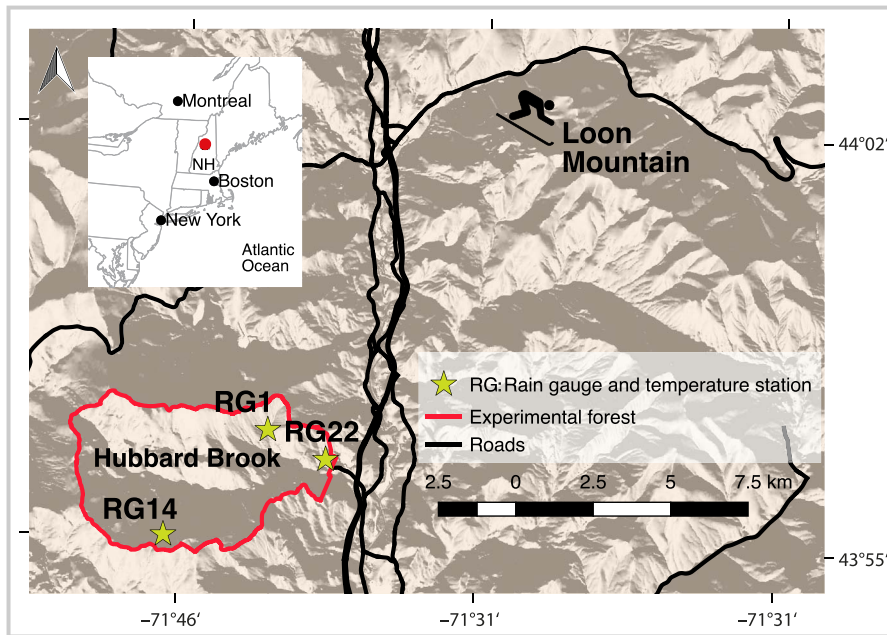 Montreal
NH
Boston
New York
Atlantic
Ocean
Loon
Mountain
44°02′
RG:Rain gauge and temperature station
Experimental forest
Roads
RG1
RG22
Hubbard Brook
RG14
2.5 0 2.5 5 7.5 km
43°55′
–71°46′ –71°31′ –71°31′